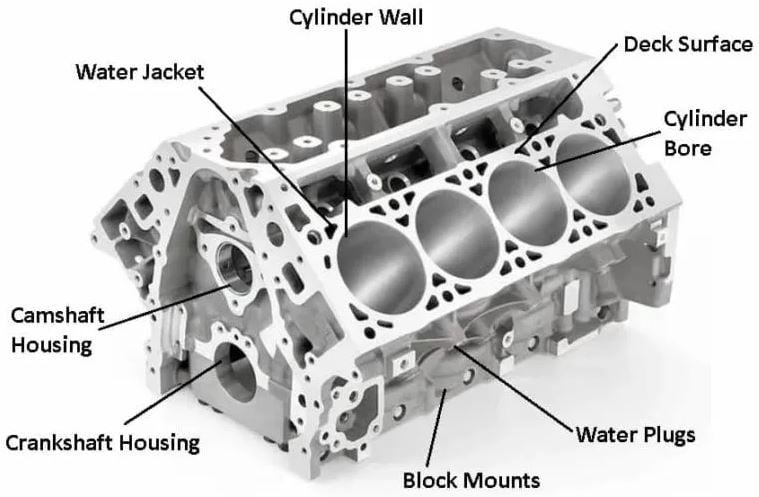 Cylinder Wall
Deck Surface
Water Jacket
Cylinder
Bore
Camshaft
Housing
Crankshaft Housing
Water Plugs
Block Mounts